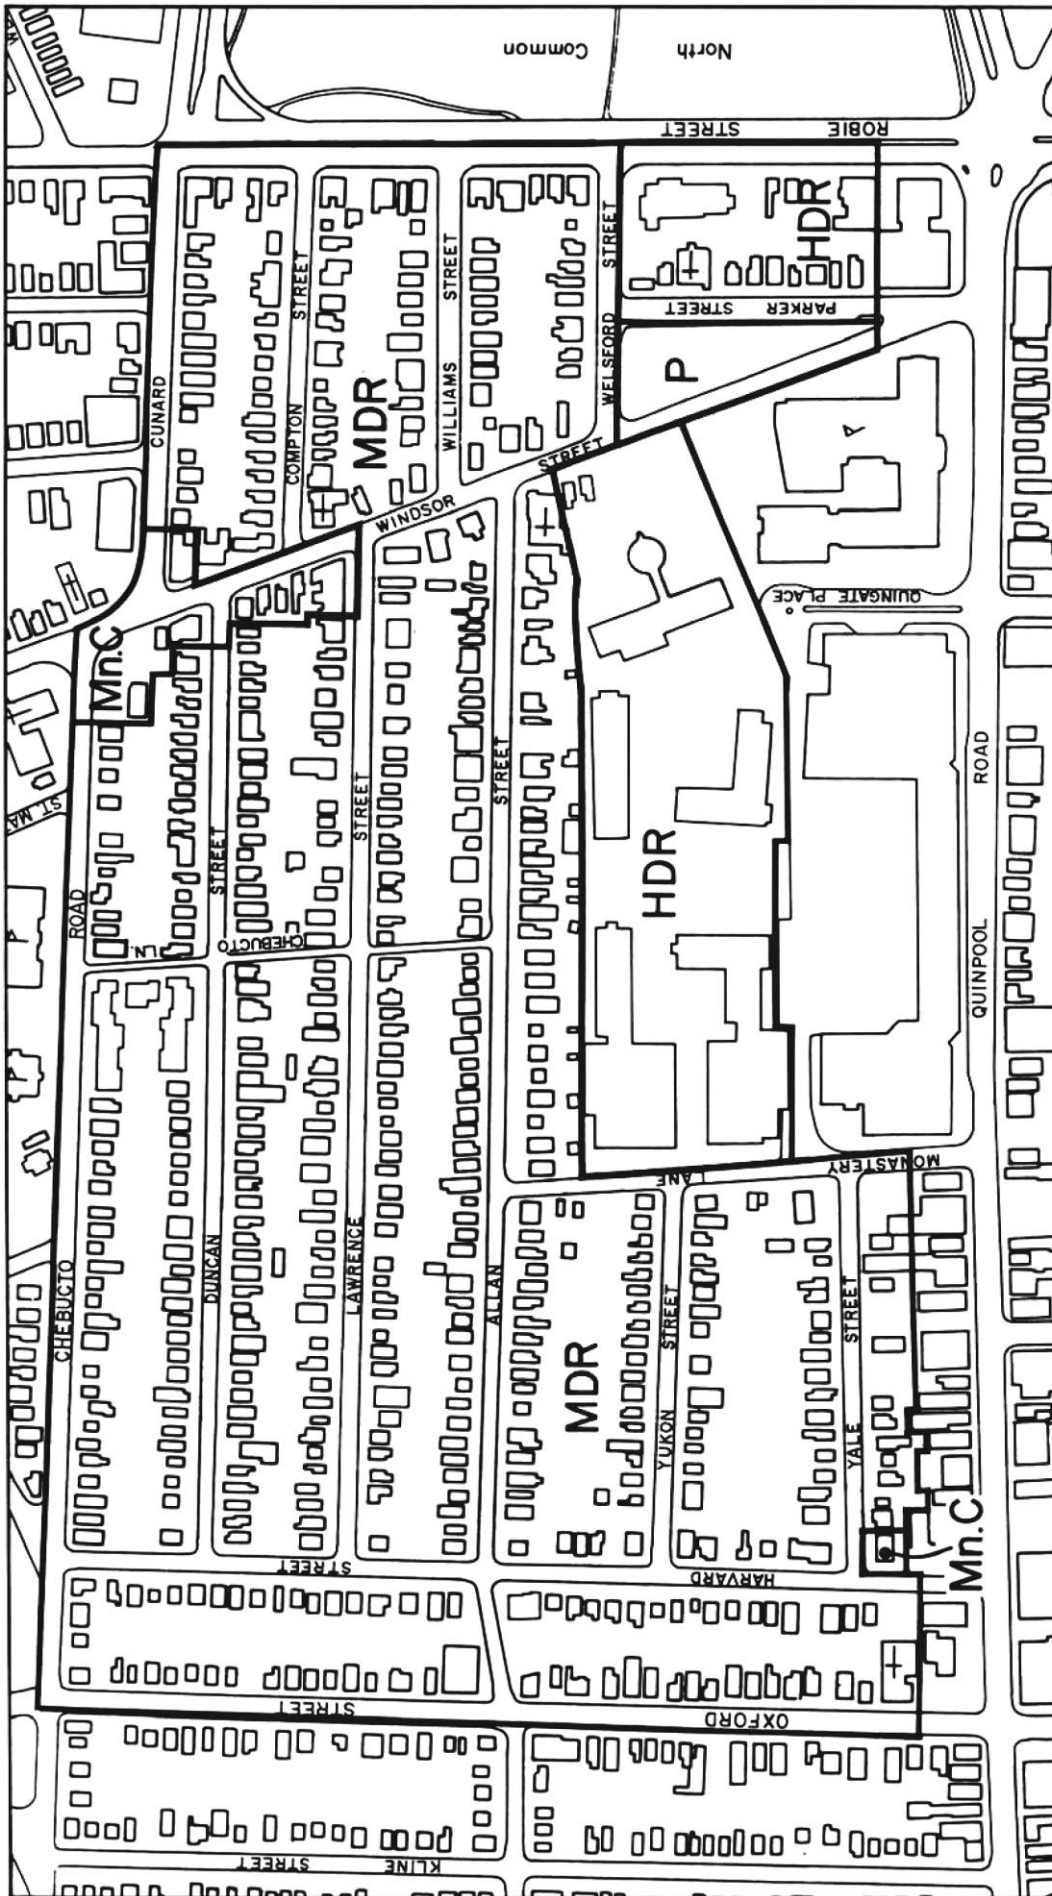 North Common
ROBIE STREET
CUNARD
COMPTON STREET
WILLIAMS STREET
WELSFORD STREET
PARKER STREET
WINDSOR STREET
QUINGATE PLACE
MDR
HDR
P
Mn.C
HDR
CHEBUCTO ROAD
DUNCAN STREET
LAWRENCE STREET
ALLAN STREET
CHEBUCTO LN.
QUINPOOL ROAD
MONASTERY LANE
YUKON STREET
YALE STREET
MDR
Mn.C
HARVARD STREET
OXFORD STREET
KLINE STREET